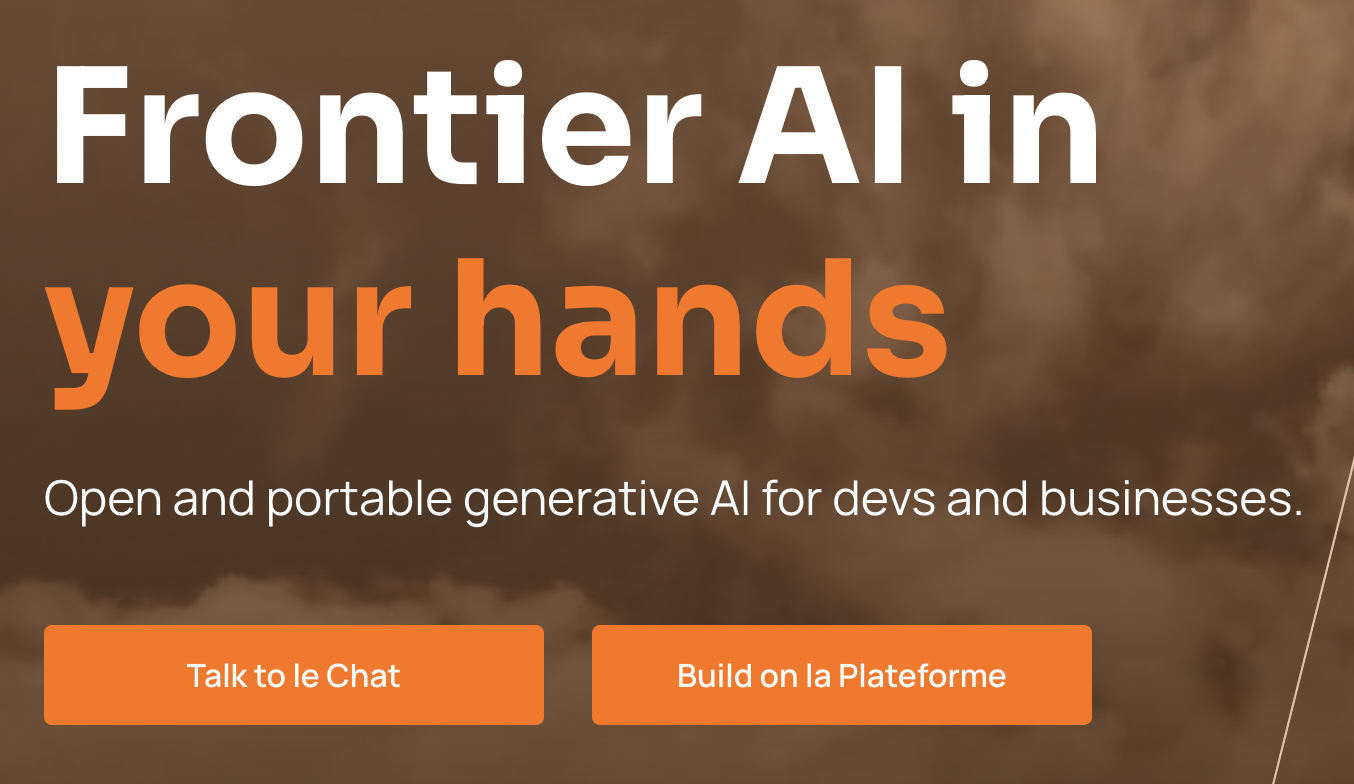 Frontier AI in
your hands
Open and portable generative AI for devs and businesses.
Talk to le Chat
Build on la Plateforme